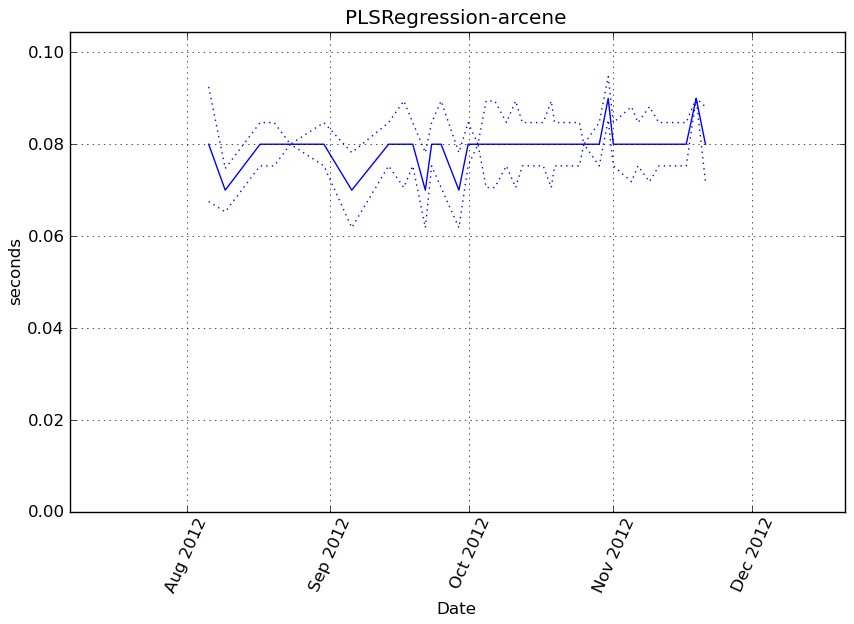 PLSRegression-arcene
0.10
0.08
0.06
0.04
0.02
0.00
seconds
Aug 2012
Sep 2012
Oct 2012
Nov 2012
Dec 2012
Date